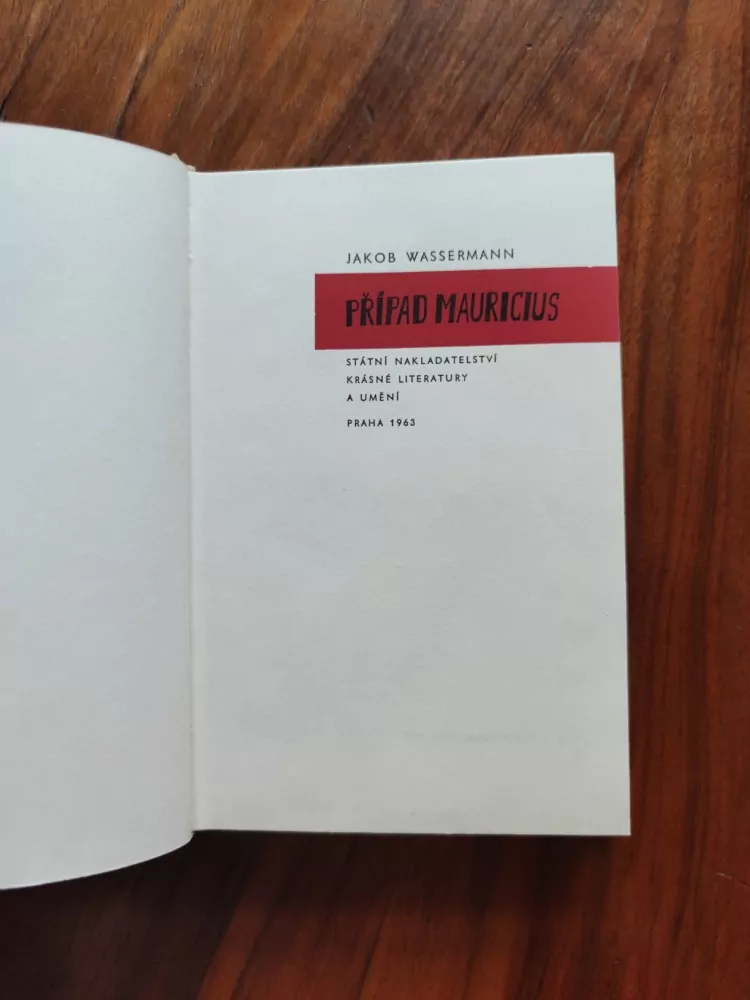 JAKOB WASSERMANN
PŘÍPAD MAURICIUS
STÁTNÍ NAKLADATELSTVÍ
KRÁSNÉ LITERATURY
A UMĚNÍ
PRAHA 1963